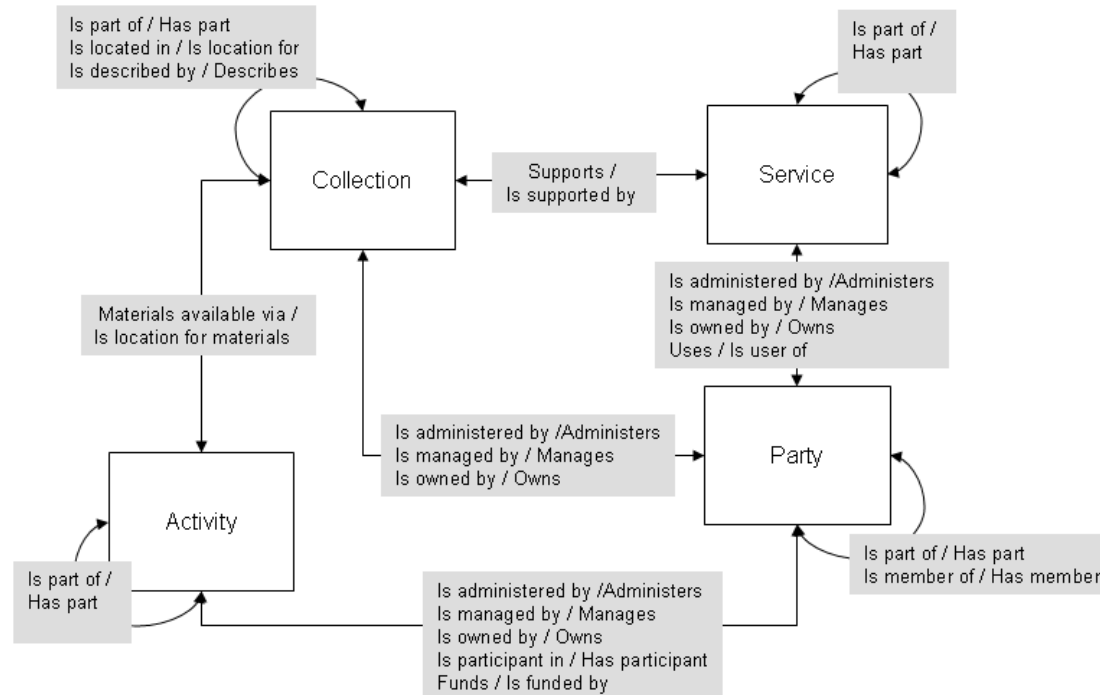 Is part of / Has part
Is located in / Is location for
Is described by / Describes
Is part of /
Has part
Collection
Supports /
Is supported by
Service
Is administered by /Administers
Is managed by / Manages
Is owned by / Owns
Uses / Is user of
Materials available via /
Is location for materials
Is administered by /Administers
Is managed by / Manages
Is owned by / Owns
Party
Activity
Is part of /
Has part
Is part of / Has part
Is member of / Has member
Is administered by /Administers
Is managed by / Manages
Is owned by / Owns
Is participant in / Has participant
Funds / Is funded by